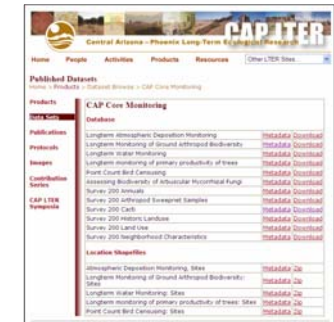 CAP LTER
Central Arizona - Phoenix Long-Term Ecological Research
Home People Activities Products Resources Other LTER Sites
Published Datasets
Home > Products > Dataset Browse > CAP Core Monitoring
Products
Data Sets
Publications
Protocols
Images
Contribution Series
CAP LTER Symposia
CAP Core Monitoring
Database
Longterm Atmospheric Deposition Monitoring Metadata Download
Longterm Monitoring of Ground Arthropod Biodiversity Metadata Download
Longterm Water Monitoring Metadata Download
Longterm monitoring of primary productivity of trees Metadata Download
Point Count Bird Censusing Metadata Download
Assessing Biodiversity of Arbuscular Mycorrhizal Fungi Metadata Download
Survey 200 Annuals Metadata Download
Survey 200 Arthropod Sweepnet Samples Metadata Download
Survey 200 Cacti Metadata Download
Survey 200 Historic Landuse Metadata Download
Survey 200 Land Use Metadata Download
Survey 200 Neighborhood Characteristics Metadata Download
Location Shapefiles
Atmospheric Deposition Monitoring, Sites Metadata Zip
Longterm Monitoring of Ground Arthropod Biodiversity: Sites Metadata Zip
Longterm Water Monitoring: Sites Metadata Zip
Longterm monitoring of primary productivity of trees: Sites Metadata Zip
Point Count Bird Censusing: Sites Metadata Zip